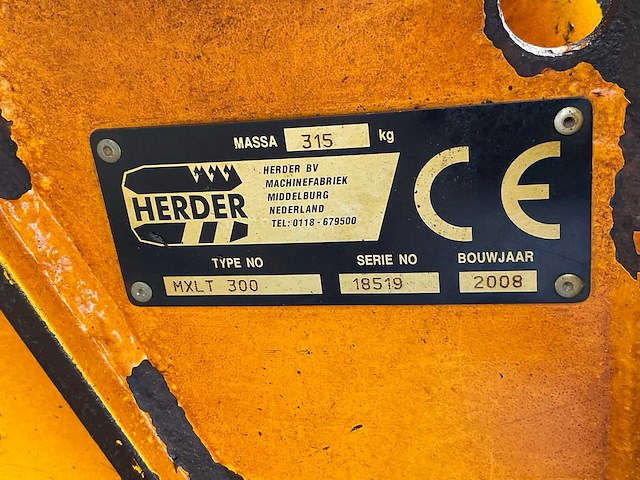 MASSA 315 kg
HERDER
HERDER BV
MACHINEFABRIEK
MIDDELBURG
NEDERLAND
TEL: 0118 - 679500
CE
TYPE NO SERIE NO BOUWJAAR
MXLT 300 18519 2008